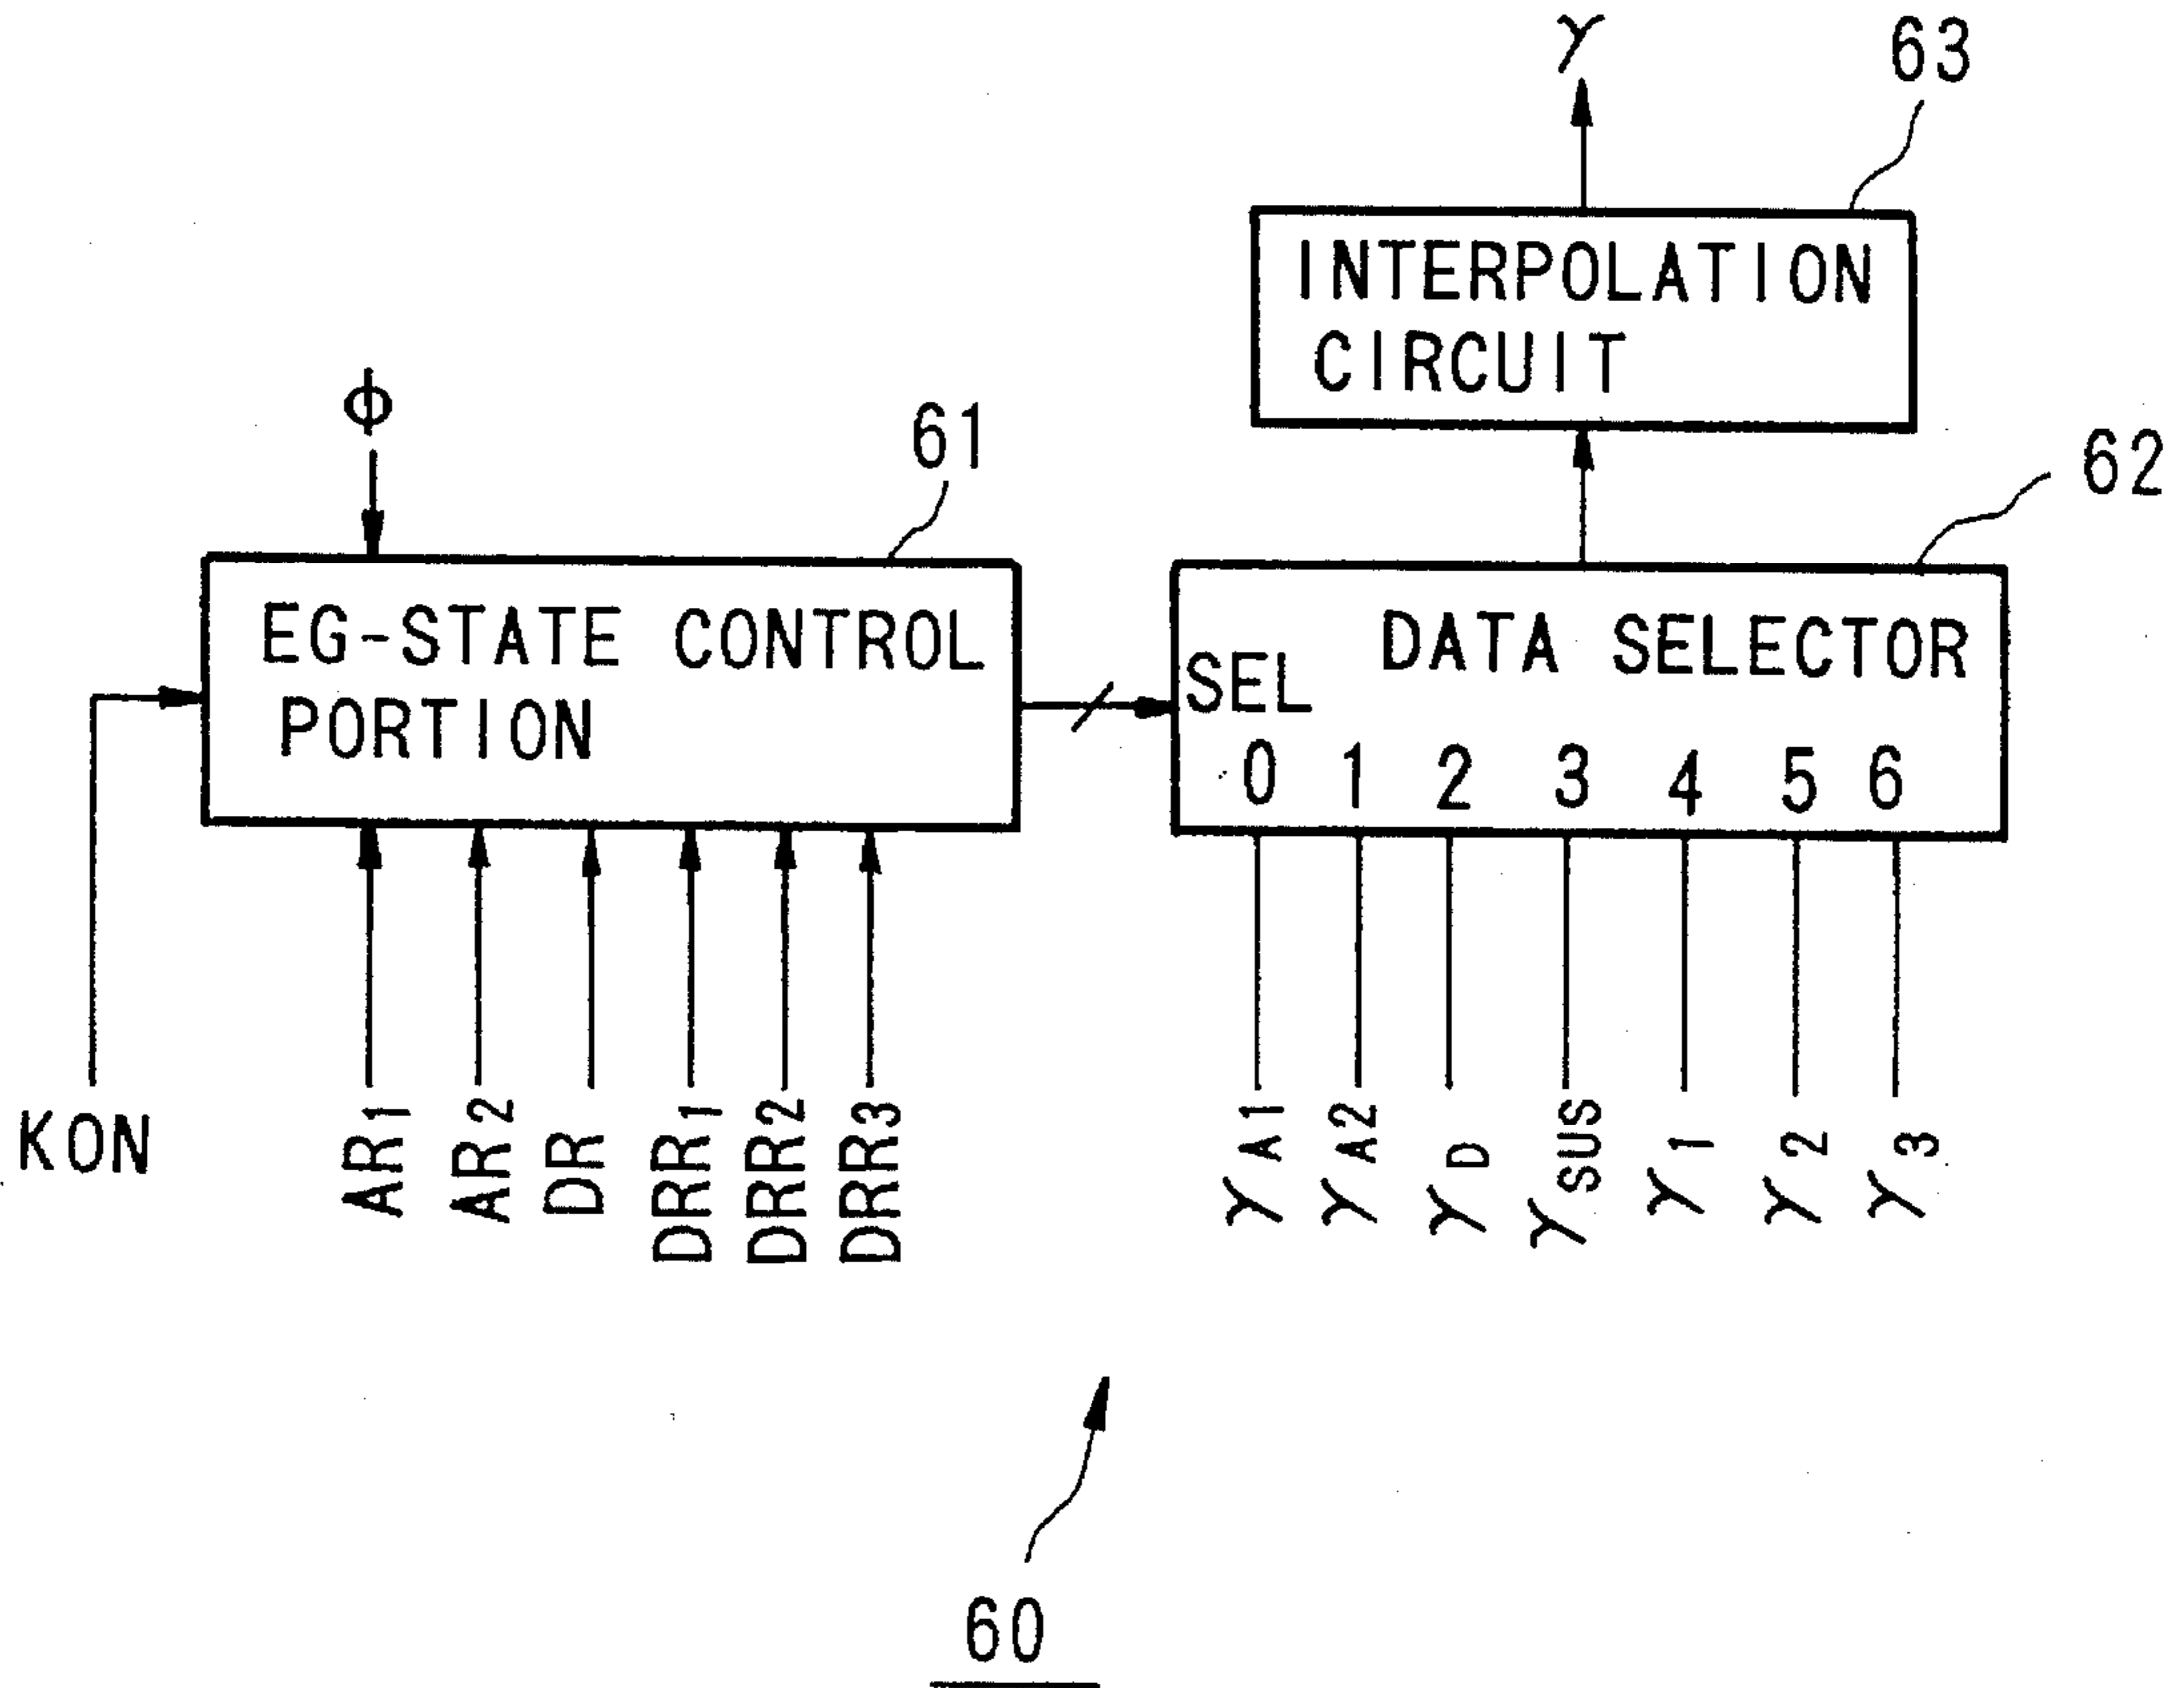 γ
63
INTERPOLATION
CIRCUIT
ϕ
61
62
EG-STATE CONTROL
PORTION
DATA SELECTOR
SEL
0 1 2 3 4 5 6
KON
AR1
AR2
DR
DRR1
DRR2
DRR3
γA1
γA2
γD
γSUS
γ1
γ2
γ3
60